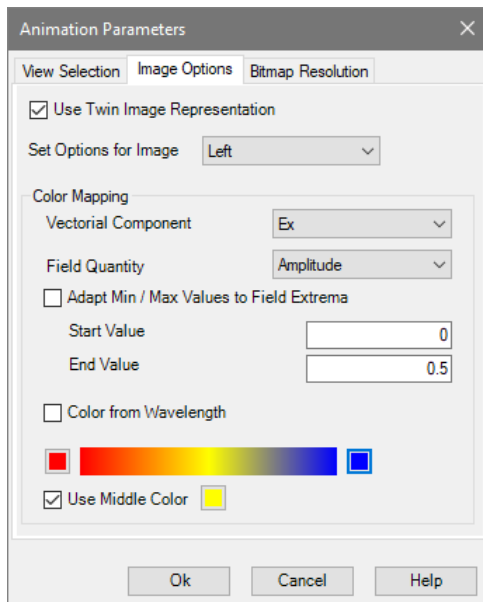 Animation Parameters
View Selection Image Options Bitmap Resolution
Use Twin Image Representation
Set Options for Image Left
Color Mapping
Vectorial Component Ex
Field Quantity Amplitude
Adapt Min / Max Values to Field Extrema
Start Value 0
End Value 0.5
Color from Wavelength
Use Middle Color
Ok Cancel Help